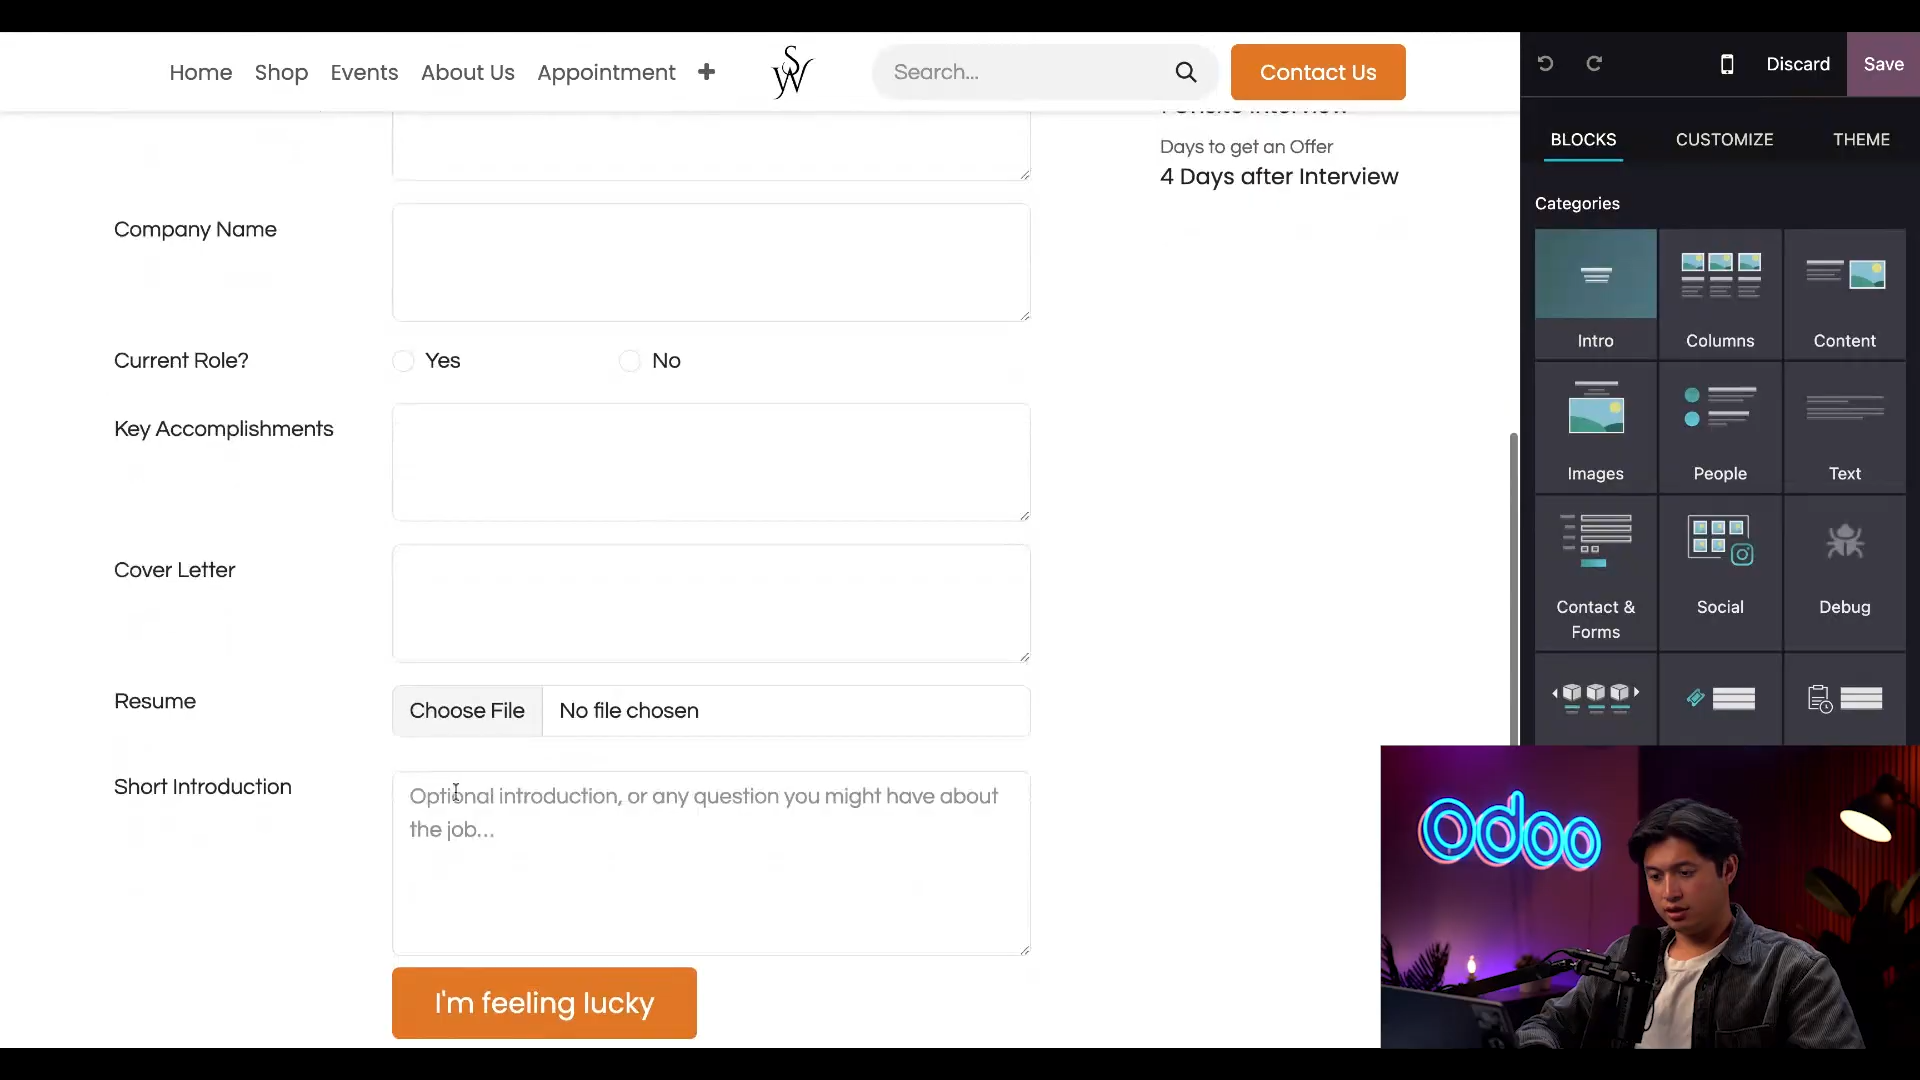 Home Shop Events About Us Appointment
SW
Search...
Contact Us
Discard
Save
Days to get an Offer
4 Days after Interview
Company Name
Current Role?
Yes
No
Key Accomplishments
Cover Letter
Resume
Choose File
No file chosen
Short Introduction
Optional introduction, or any question you might have about
the job...
I'm feeling lucky
BLOCKS
CUSTOMIZE
THEME
Categories
Intro
Columns
Content
Images
People
Text
Contact &
Forms
Social
Debug
odoo